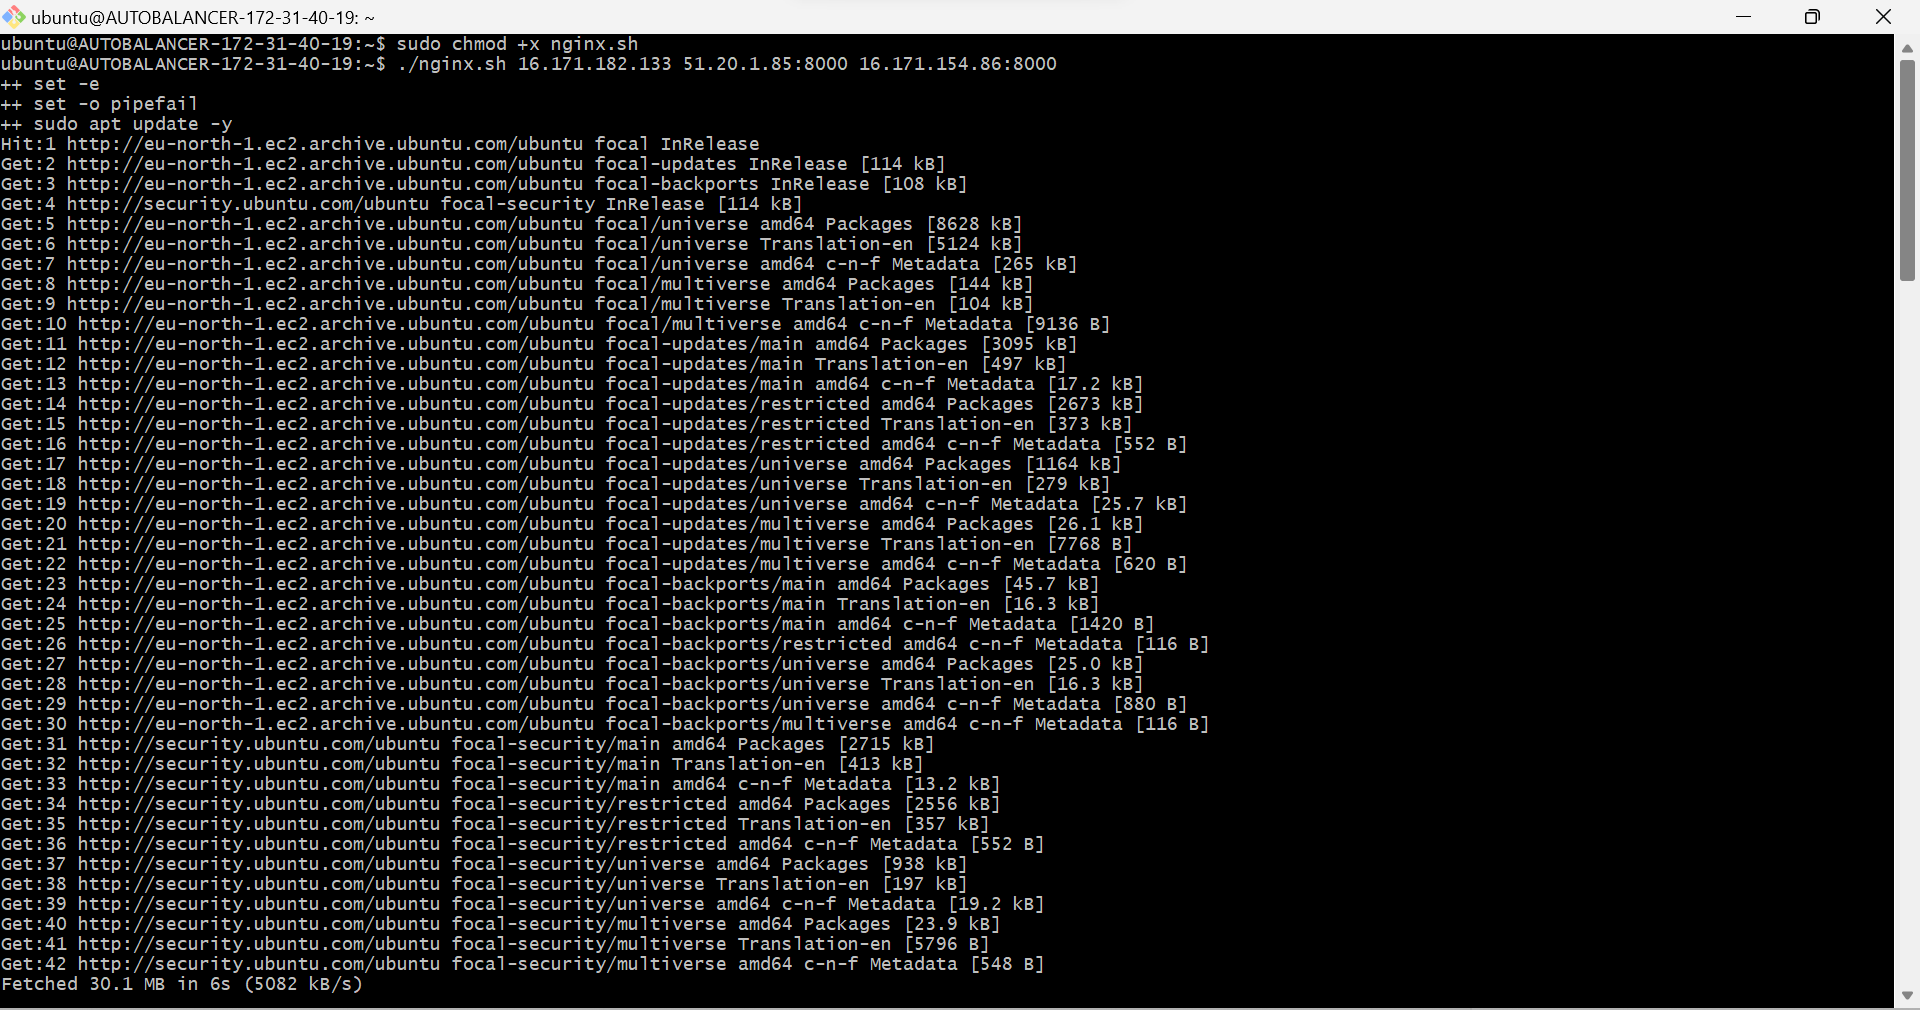 ubuntu@AUTOBALANCER-172-31-40-19: ~
ubuntu@AUTOBALANCER-172-31-40-19:~$ sudo chmod +x nginx.sh
ubuntu@AUTOBALANCER-172-31-40-19:~$ ./nginx.sh 16.171.182.133 51.20.1.85:8000 16.171.154.86:8000
++ set -e
++ set -o pipefail
++ sudo apt update -y
Hit:1 http://eu-north-1.ec2.archive.ubuntu.com/ubuntu focal InRelease
Get:2 http://eu-north-1.ec2.archive.ubuntu.com/ubuntu focal-updates InRelease [114 kB]
Get:3 http://eu-north-1.ec2.archive.ubuntu.com/ubuntu focal-backports InRelease [108 kB]
Get:4 http://security.ubuntu.com/ubuntu focal-security InRelease [114 kB]
Get:5 http://eu-north-1.ec2.archive.ubuntu.com/ubuntu focal/universe amd64 Packages [8628 kB]
Get:6 http://eu-north-1.ec2.archive.ubuntu.com/ubuntu focal/universe Translation-en [5124 kB]
Get:7 http://eu-north-1.ec2.archive.ubuntu.com/ubuntu focal/universe amd64 c-n-f Metadata [265 kB]
Get:8 http://eu-north-1.ec2.archive.ubuntu.com/ubuntu focal/multiverse amd64 Packages [144 kB]
Get:9 http://eu-north-1.ec2.archive.ubuntu.com/ubuntu focal/multiverse Translation-en [104 kB]
Get:10 http://eu-north-1.ec2.archive.ubuntu.com/ubuntu focal/multiverse amd64 c-n-f Metadata [9136 B]
Get:11 http://eu-north-1.ec2.archive.ubuntu.com/ubuntu focal-updates/main amd64 Packages [3095 kB]
Get:12 http://eu-north-1.ec2.archive.ubuntu.com/ubuntu focal-updates/main Translation-en [497 kB]
Get:13 http://eu-north-1.ec2.archive.ubuntu.com/ubuntu focal-updates/main amd64 c-n-f Metadata [17.2 kB]
Get:14 http://eu-north-1.ec2.archive.ubuntu.com/ubuntu focal-updates/restricted amd64 Packages [2673 kB]
Get:15 http://eu-north-1.ec2.archive.ubuntu.com/ubuntu focal-updates/restricted Translation-en [373 kB]
Get:16 http://eu-north-1.ec2.archive.ubuntu.com/ubuntu focal-updates/restricted amd64 c-n-f Metadata [552 B]
Get:17 http://eu-north-1.ec2.archive.ubuntu.com/ubuntu focal-updates/universe amd64 Packages [1164 kB]
Get:18 http://eu-north-1.ec2.archive.ubuntu.com/ubuntu focal-updates/universe Translation-en [279 kB]
Get:19 http://eu-north-1.ec2.archive.ubuntu.com/ubuntu focal-updates/universe amd64 c-n-f Metadata [25.7 kB]
Get:20 http://eu-north-1.ec2.archive.ubuntu.com/ubuntu focal-updates/multiverse amd64 Packages [26.1 kB]
Get:21 http://eu-north-1.ec2.archive.ubuntu.com/ubuntu focal-updates/multiverse Translation-en [7768 B]
Get:22 http://eu-north-1.ec2.archive.ubuntu.com/ubuntu focal-updates/multiverse amd64 c-n-f Metadata [620 B]
Get:23 http://eu-north-1.ec2.archive.ubuntu.com/ubuntu focal-backports/main amd64 Packages [45.7 kB]
Get:24 http://eu-north-1.ec2.archive.ubuntu.com/ubuntu focal-backports/main Translation-en [16.3 kB]
Get:25 http://eu-north-1.ec2.archive.ubuntu.com/ubuntu focal-backports/main amd64 c-n-f Metadata [1420 B]
Get:26 http://eu-north-1.ec2.archive.ubuntu.com/ubuntu focal-backports/restricted amd64 c-n-f Metadata [116 B]
Get:27 http://eu-north-1.ec2.archive.ubuntu.com/ubuntu focal-backports/universe amd64 Packages [25.0 kB]
Get:28 http://eu-north-1.ec2.archive.ubuntu.com/ubuntu focal-backports/universe Translation-en [16.3 kB]
Get:29 http://eu-north-1.ec2.archive.ubuntu.com/ubuntu focal-backports/universe amd64 c-n-f Metadata [880 B]
Get:30 http://eu-north-1.ec2.archive.ubuntu.com/ubuntu focal-backports/multiverse amd64 c-n-f Metadata [116 B]
Get:31 http://security.ubuntu.com/ubuntu focal-security/main amd64 Packages [2715 kB]
Get:32 http://security.ubuntu.com/ubuntu focal-security/main Translation-en [413 kB]
Get:33 http://security.ubuntu.com/ubuntu focal-security/main amd64 c-n-f Metadata [13.2 kB]
Get:34 http://security.ubuntu.com/ubuntu focal-security/restricted amd64 Packages [2556 kB]
Get:35 http://security.ubuntu.com/ubuntu focal-security/restricted Translation-en [357 kB]
Get:36 http://security.ubuntu.com/ubuntu focal-security/restricted amd64 c-n-f Metadata [552 B]
Get:37 http://security.ubuntu.com/ubuntu focal-security/universe amd64 Packages [938 kB]
Get:38 http://security.ubuntu.com/ubuntu focal-security/universe Translation-en [197 kB]
Get:39 http://security.ubuntu.com/ubuntu focal-security/universe amd64 c-n-f Metadata [19.2 kB]
Get:40 http://security.ubuntu.com/ubuntu focal-security/multiverse amd64 Packages [23.9 kB]
Get:41 http://security.ubuntu.com/ubuntu focal-security/multiverse Translation-en [5796 B]
Get:42 http://security.ubuntu.com/ubuntu focal-security/multiverse amd64 c-n-f Metadata [548 B]
Fetched 30.1 MB in 6s (5082 kB/s)